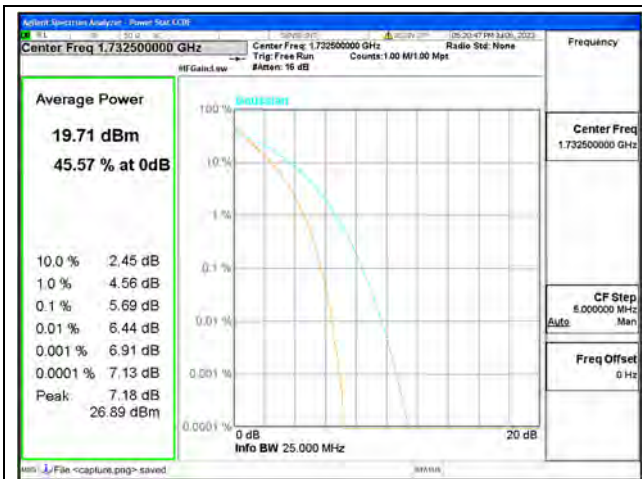 Agilent Spectrum Analyzer - Power Stat CCDF
Center Freq 1.732500000 GHz
Center Freq: 1.732500000 GHz
Radio Std: None
Trig: Free Run
Counts:1.00 M/1.00 Mpt
#IFGain:Low
#Atten: 16 dB
Frequency
Average Power
19.71 dBm
45.57 % at 0dB
10.0 % 2.45 dB
1.0 % 4.56 dB
0.1 % 5.69 dB
0.01 % 6.44 dB
0.001 % 6.91 dB
0.0001 % 7.13 dB
Peak 7.18 dB
26.89 dBm
Gaussian
100 %
10 %
1 %
0.1 %
0.01 %
0.001 %
0.0001 %
0 dB
20 dB
Info BW 25.000 MHz
Center Freq
1.732500000 GHz
CF Step
5.000000 MHz
Auto Man
Freq Offset
0 Hz
MSG File <capture.png> saved
STATUS